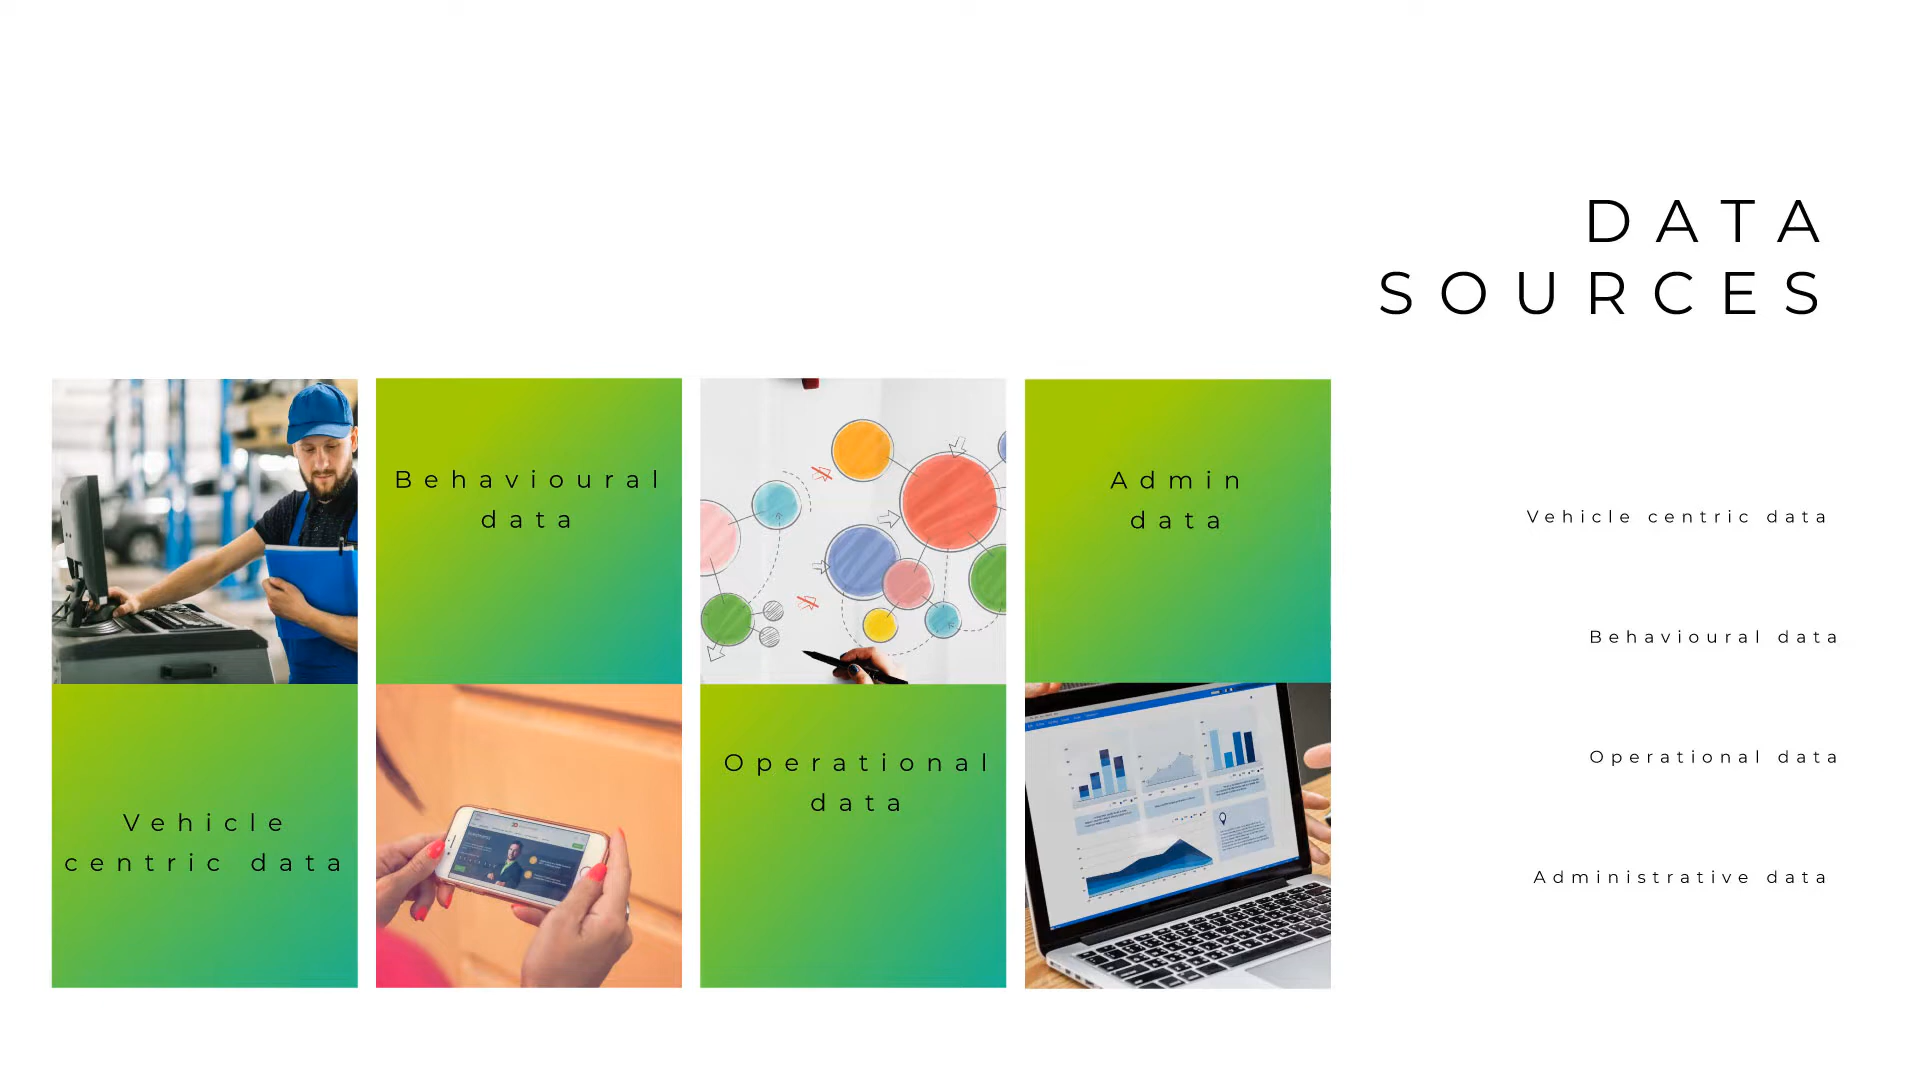 DATA
SOURCES
Behavioural
data
Admin
data
Operational
data
Vehicle
centric data
Vehicle centric data
Behavioural data
Operational data
Administrative data